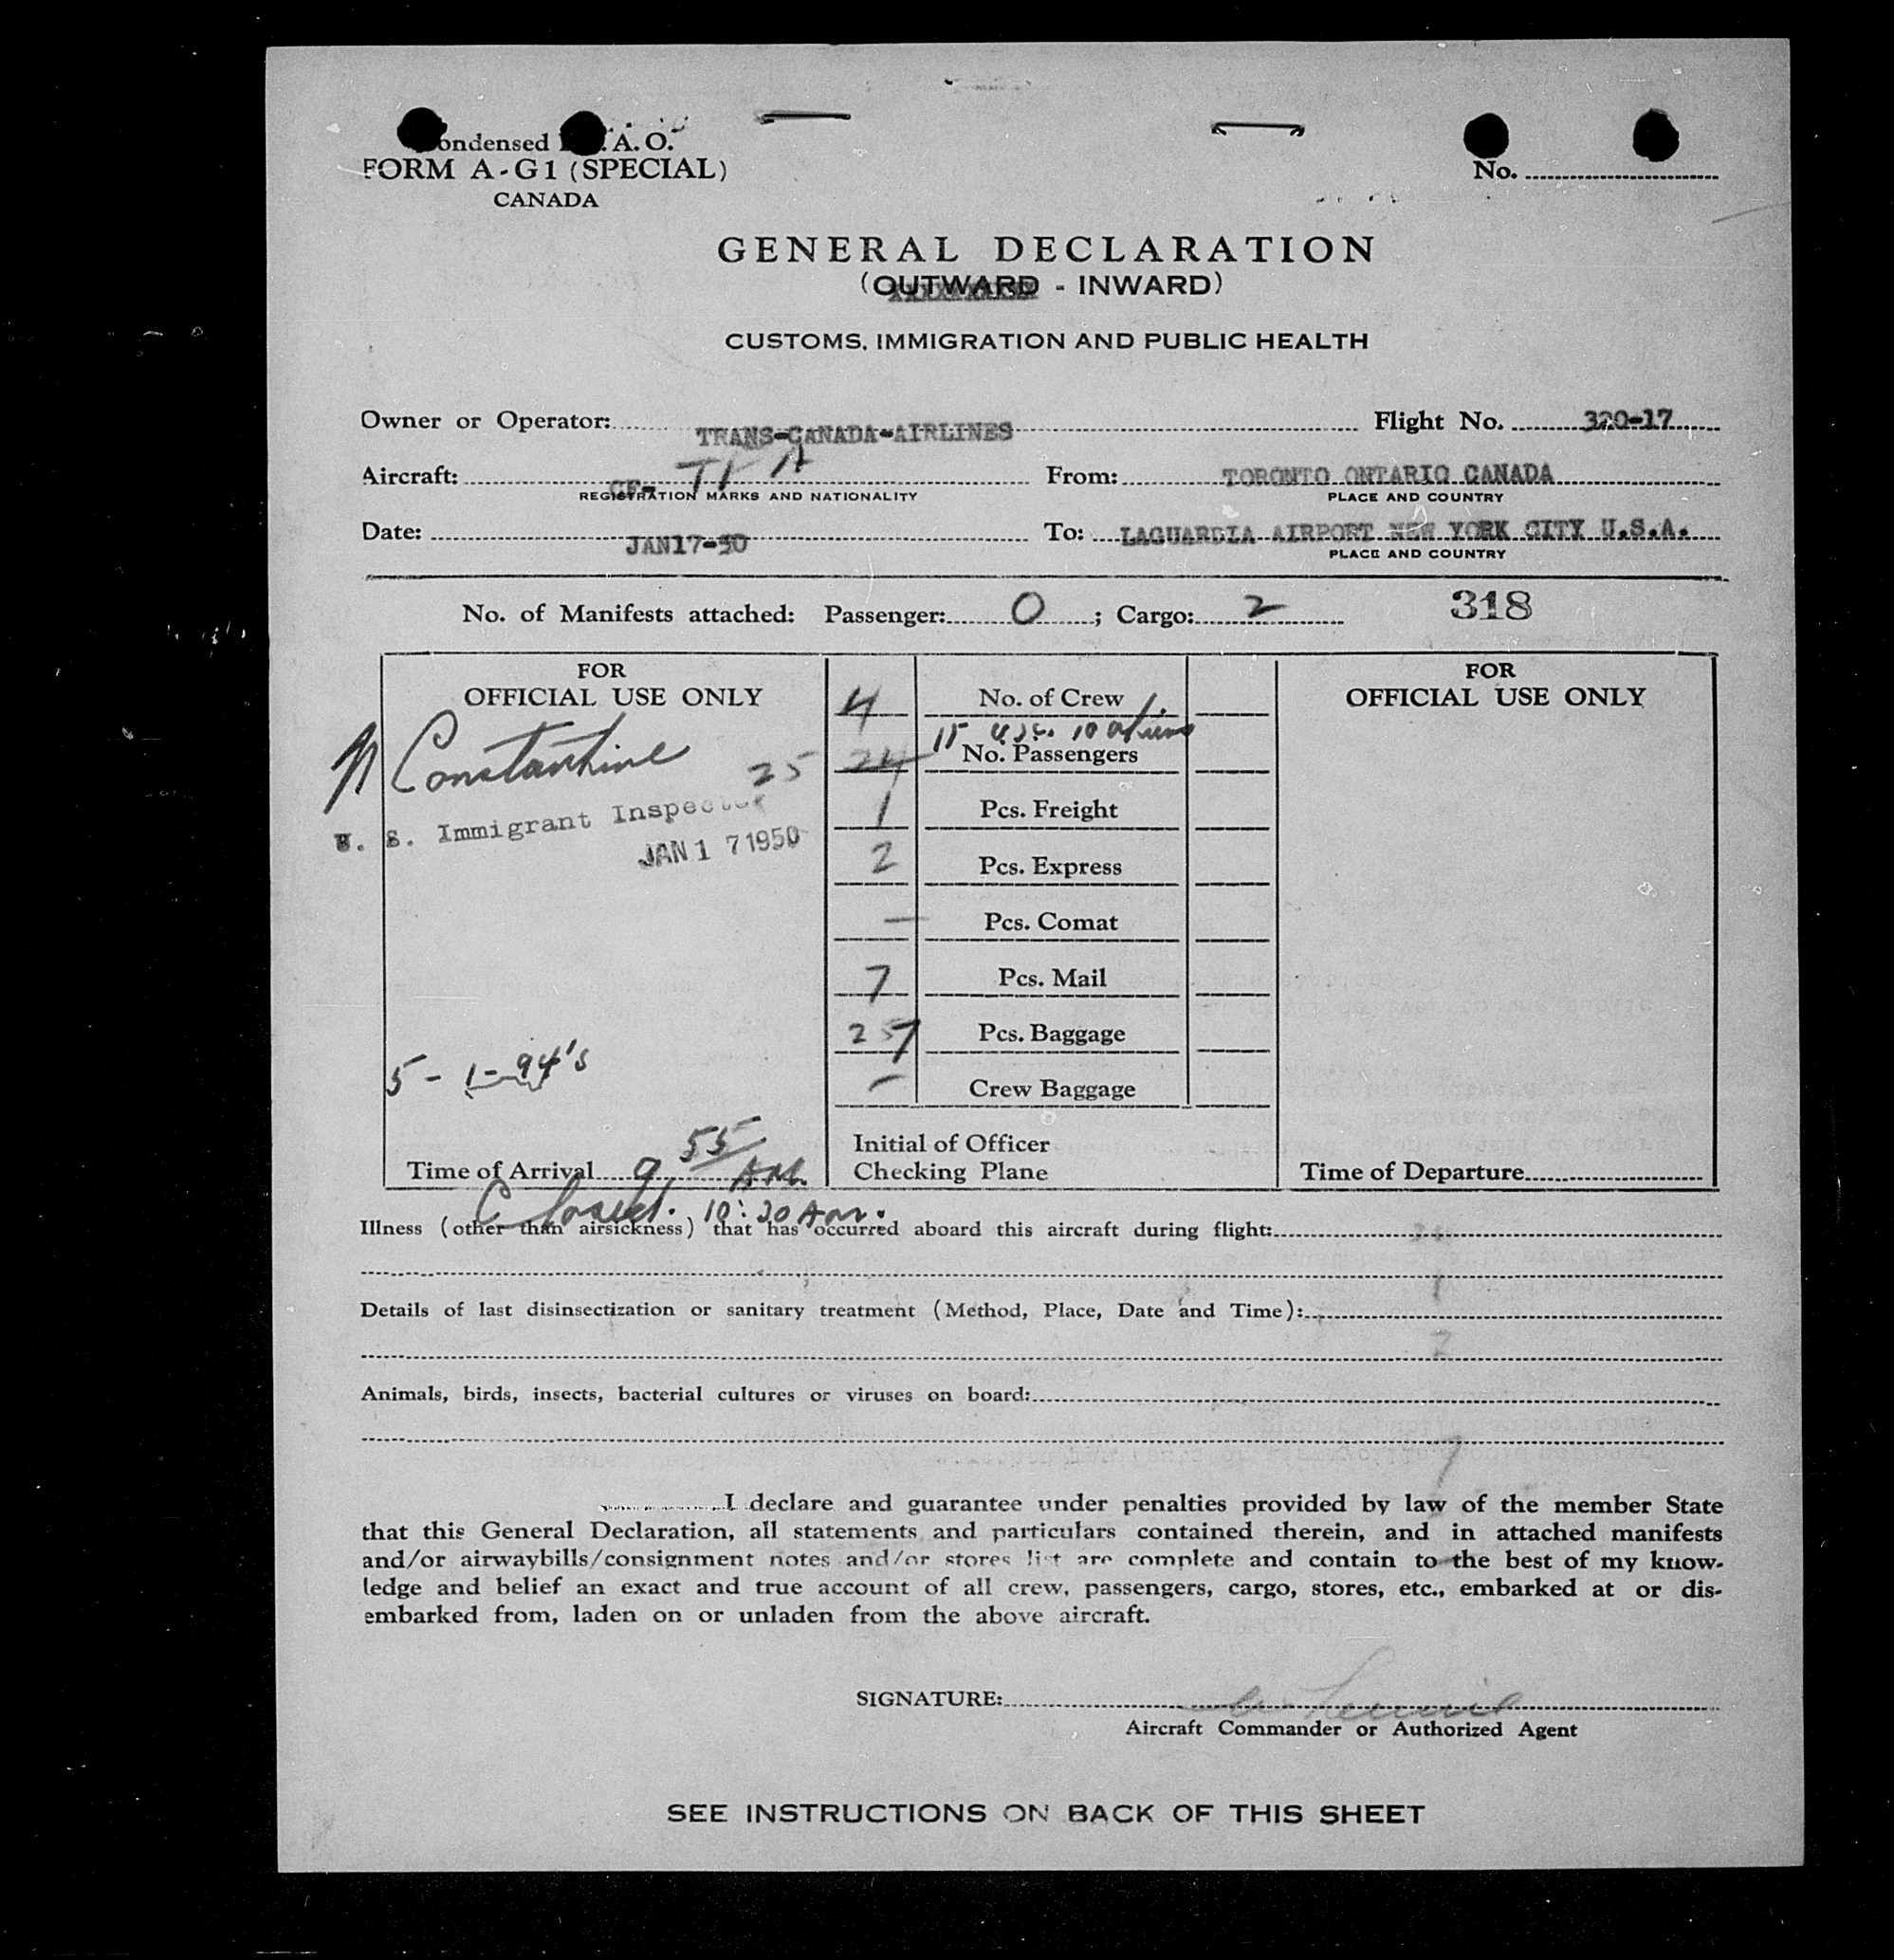 ondensed . A. O.
FORM A-G1 (SPECIAL)
CANADA
No.
GENERAL DECLARATION
(OUTWARD - INWARD)
CUSTOMS, IMMIGRATION AND PUBLIC HEALTH
Owner or Operator: TRANS-CANADA-AIRLINES Flight No. 320-17
Aircraft: CF- From: TORONTO ONTARIO CANADA
REGISTRATION MARKS AND NATIONALITY PLACE AND COUNTRY
Date: JAN17-50 To: LAGUARDIA AIRPORT NEW YORK CITY U.S.A.
PLACE AND COUNTRY
No. of Manifests attached: Passenger: 0 ; Cargo: 2 318
FOR
OFFICIAL USE ONLY
N Constantine
25
U. S. Immigrant Inspector
JAN 17 1950
5 - 1-94's
Time of Arrival 9 55 AM.
Closed. 10:20 Am.
4 No. of Crew
15 U.S.C. 10 aliens
24 No. Passengers
1 Pcs. Freight
2 Pcs. Express
— Pcs. Comat
7 Pcs. Mail
257 Pcs. Baggage
— Crew Baggage
Initial of Officer
Checking Plane
FOR
OFFICIAL USE ONLY
Time of Departure
Illness (other than airsickness) that has occurred aboard this aircraft during flight:
Details of last disinsectization or sanitary treatment (Method, Place, Date and Time):
Animals, birds, insects, bacterial cultures or viruses on board:
I declare and guarantee under penalties provided by law of the member State
that this General Declaration, all statements and particulars contained therein, and in attached manifests
and/or airwaybills/consignment notes and/or stores list are complete and contain to the best of my know-
ledge and belief an exact and true account of all crew, passengers, cargo, stores, etc., embarked at or dis-
embarked from, laden on or unladen from the above aircraft.
SIGNATURE:
Aircraft Commander or Authorized Agent
SEE INSTRUCTIONS ON BACK OF THIS SHEET